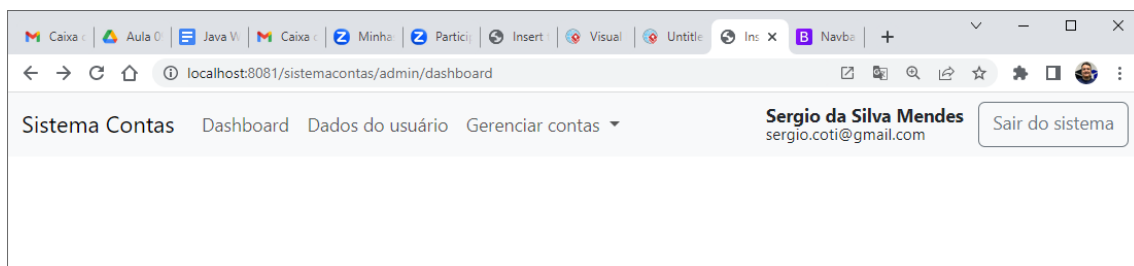 Caixa Aula 0 Java W Caixa Minha Partici Insert Visual Untitle Ins Navba
localhost:8081/sistemacontas/admin/dashboard
Sistema Contas Dashboard Dados do usuário Gerenciar contas Sergio da Silva Mendes Sair do sistema
sergio.coti@gmail.com